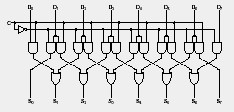 D₀ D₁ D₂ D₃ D₄ D₅ D₆ D₇
C
S₀ S₁ S₂ S₃ S₄ S₅ S₆ S₇